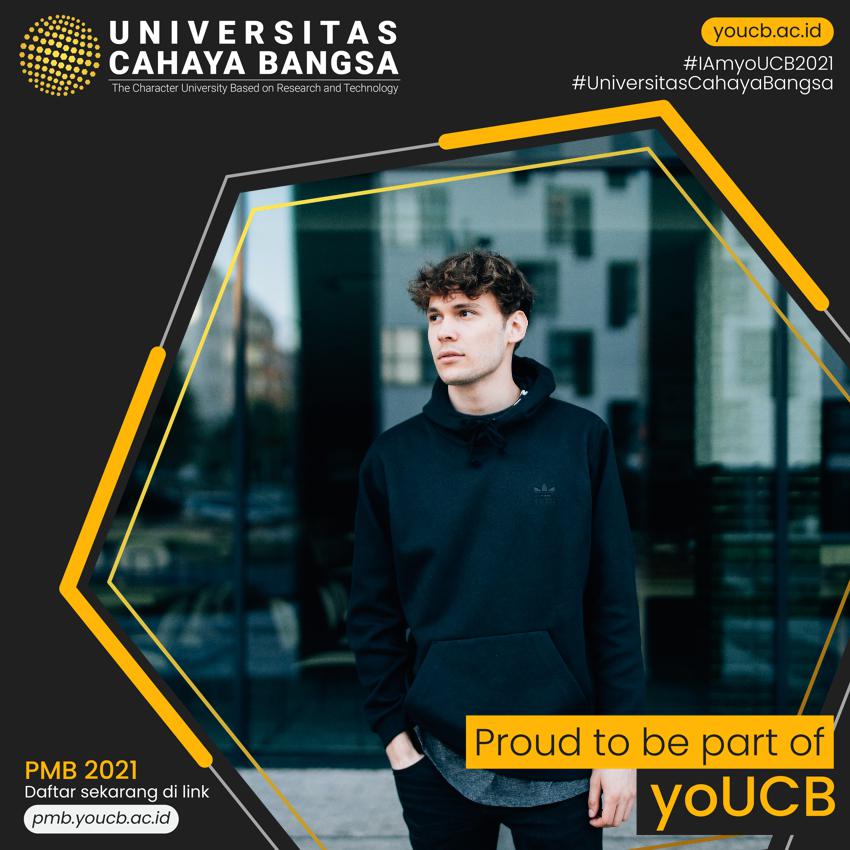 UNIVERSITAS
CAHAYA BANGSA
The Character University Based on Research and Technology
youcb.ac.id
#IAmyoUCB2021
#UniversitasCahayaBangsa
Proud to be part of
yoUCB
PMB 2021
Daftar sekarang di link
pmb.youcb.ac.id